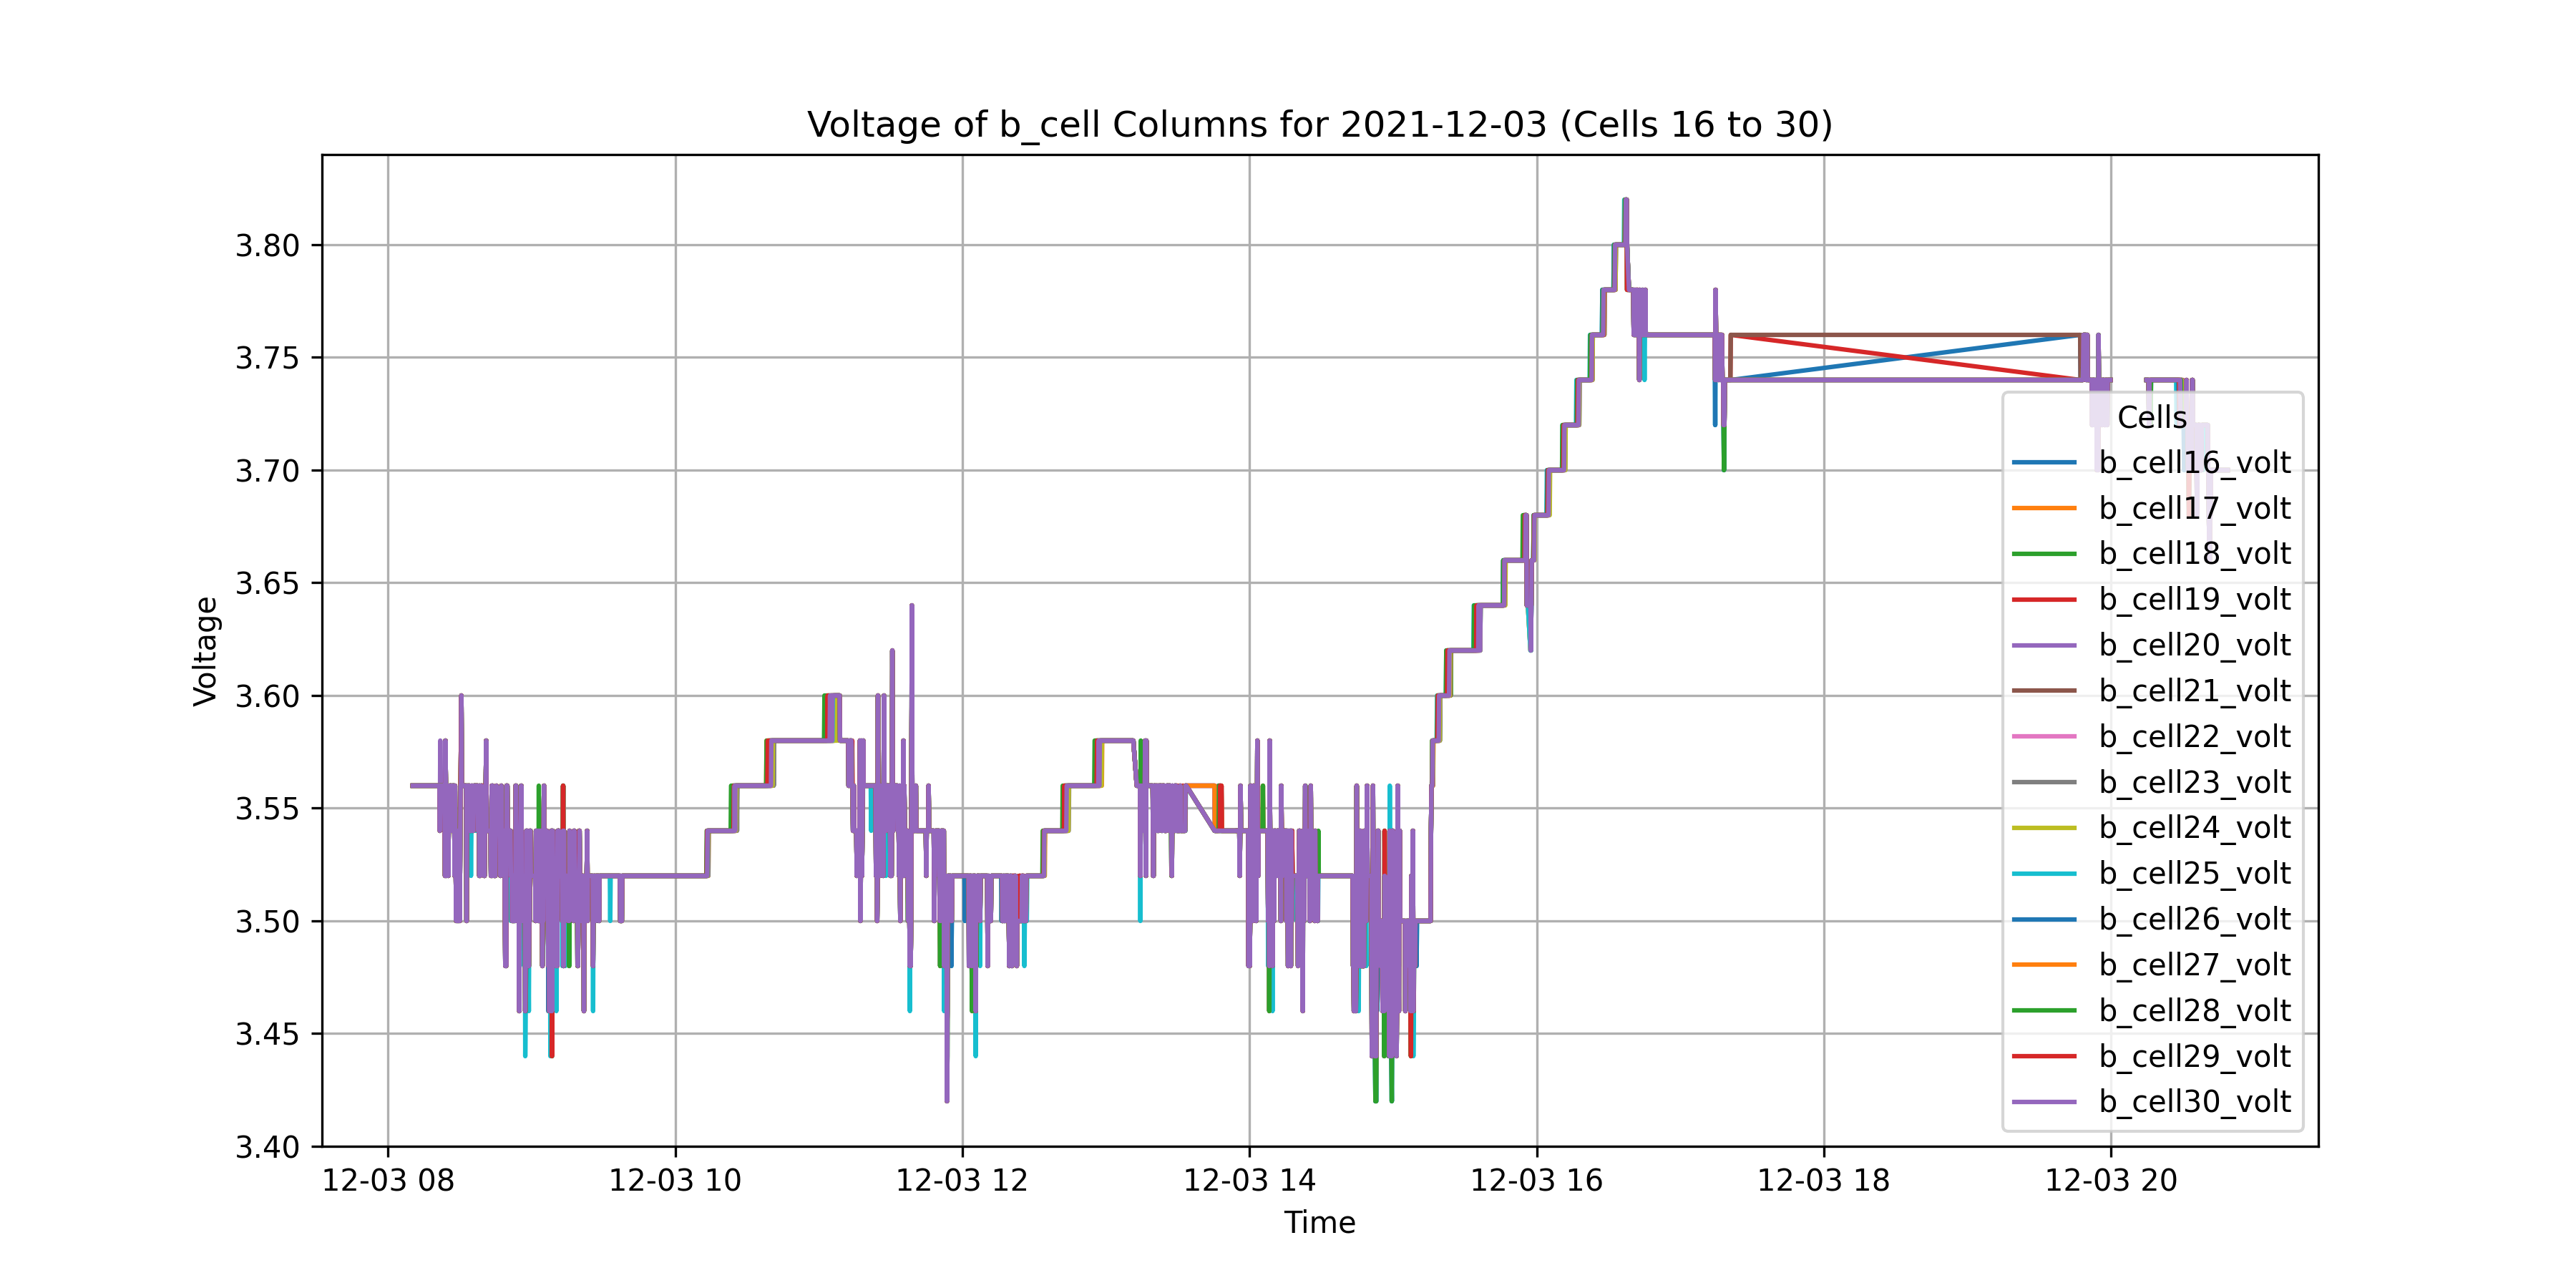 Voltage of b_cell Columns for 2021-12-03 (Cells 16 to 30)
Voltage
3.80
3.75
3.70
3.65
3.60
3.55
3.50
3.45
3.40
Cells
b_cell16_volt
b_cell17_volt
b_cell18_volt
b_cell19_volt
b_cell20_volt
b_cell21_volt
b_cell22_volt
b_cell23_volt
b_cell24_volt
b_cell25_volt
b_cell26_volt
b_cell27_volt
b_cell28_volt
b_cell29_volt
b_cell30_volt
12-03 08 12-03 10 12-03 12 12-03 14 12-03 16 12-03 18 12-03 20
Time